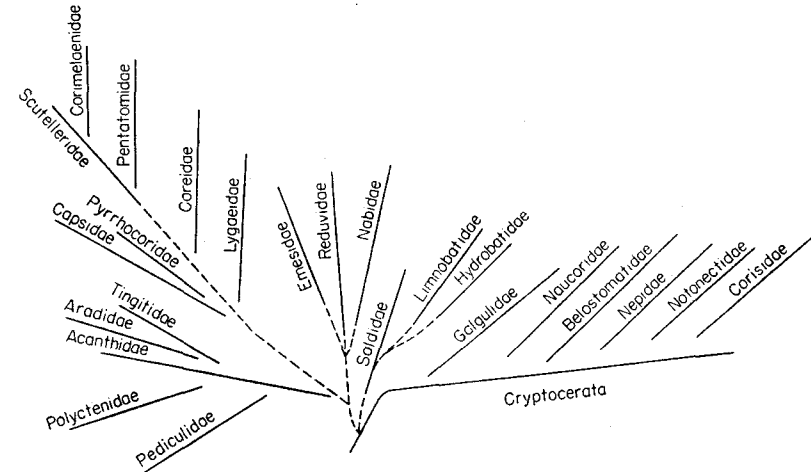 Corimelaenidae
Scutelleridae
Pentatomidae
Coreidae
Lygaeidae
Pyrrhocoridae
Capsidae
Tingitidae
Aradidae
Acanthidae
Polyctenidae
Pediculidae
Emesidae
Reduvidae
Nabidae
Saldidae
Limnobatidae
Hydrobatidae
Galgulidae
Naucoridae
Belostomatidae
Nepidae
Notonectidae
Corisidae
Cryptocerata